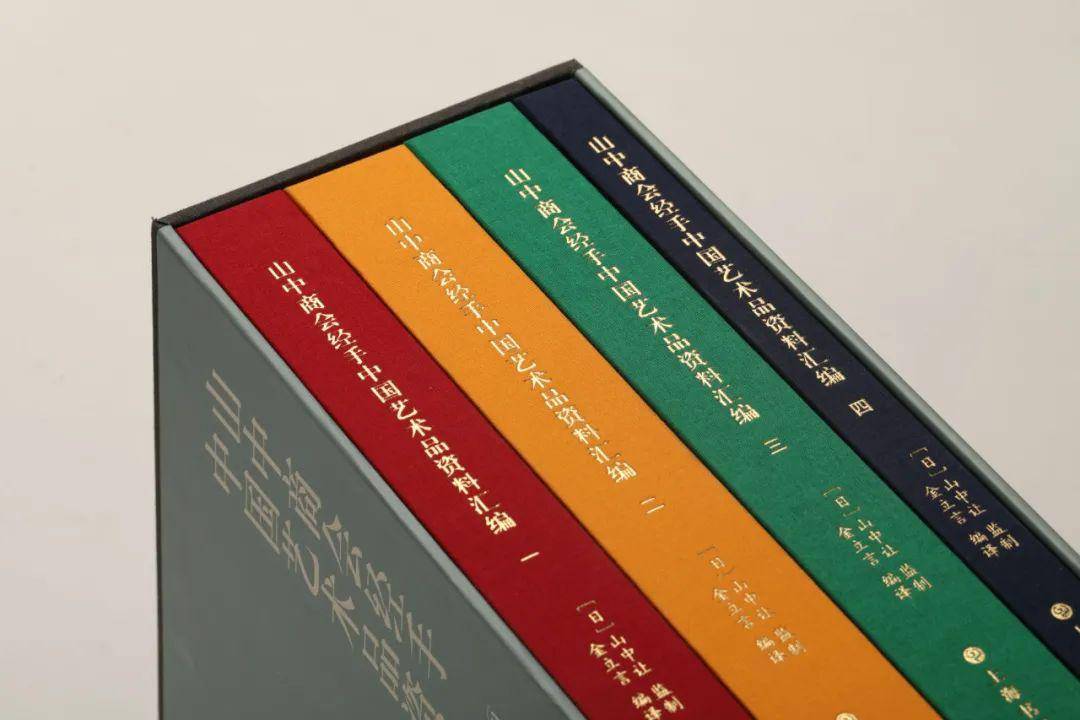 山中商会经手
中国艺术品资
山中商会经手中国艺术品资料汇编 一
[日]山中让 监制
金立言 编译
山中商会经手中国艺术品资料汇编 二
[日]山中让 监制
金立言 编译
山中商会经手中国艺术品资料汇编 三
[日]山中让 监制
金立言 编译
上海书
山中商会经手中国艺术品资料汇编 四
[日]山中让 监制
金立言 编译